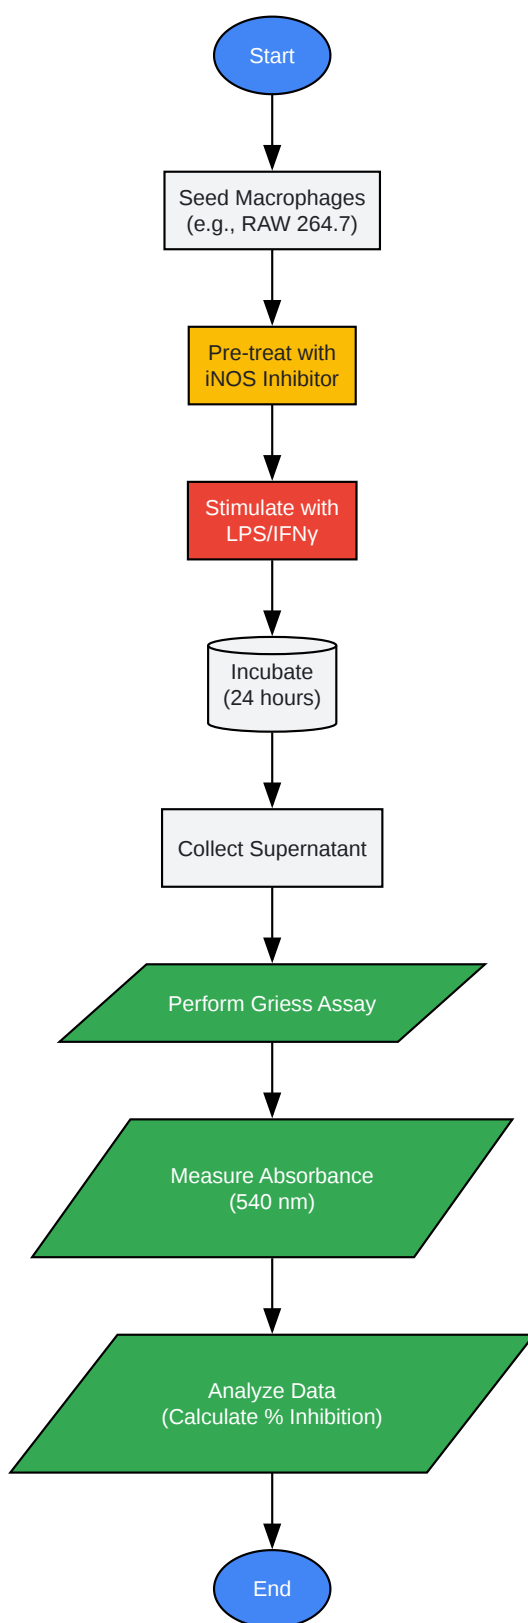 Start
Seed Macrophages
(e.g., RAW 264.7)
Pre-treat with
iNOS Inhibitor
Stimulate with
LPS/IFNγ
Incubate
(24 hours)
Collect Supernatant
Perform Griess Assay
Measure Absorbance
(540 nm)
Analyze Data
(Calculate % Inhibition)
End